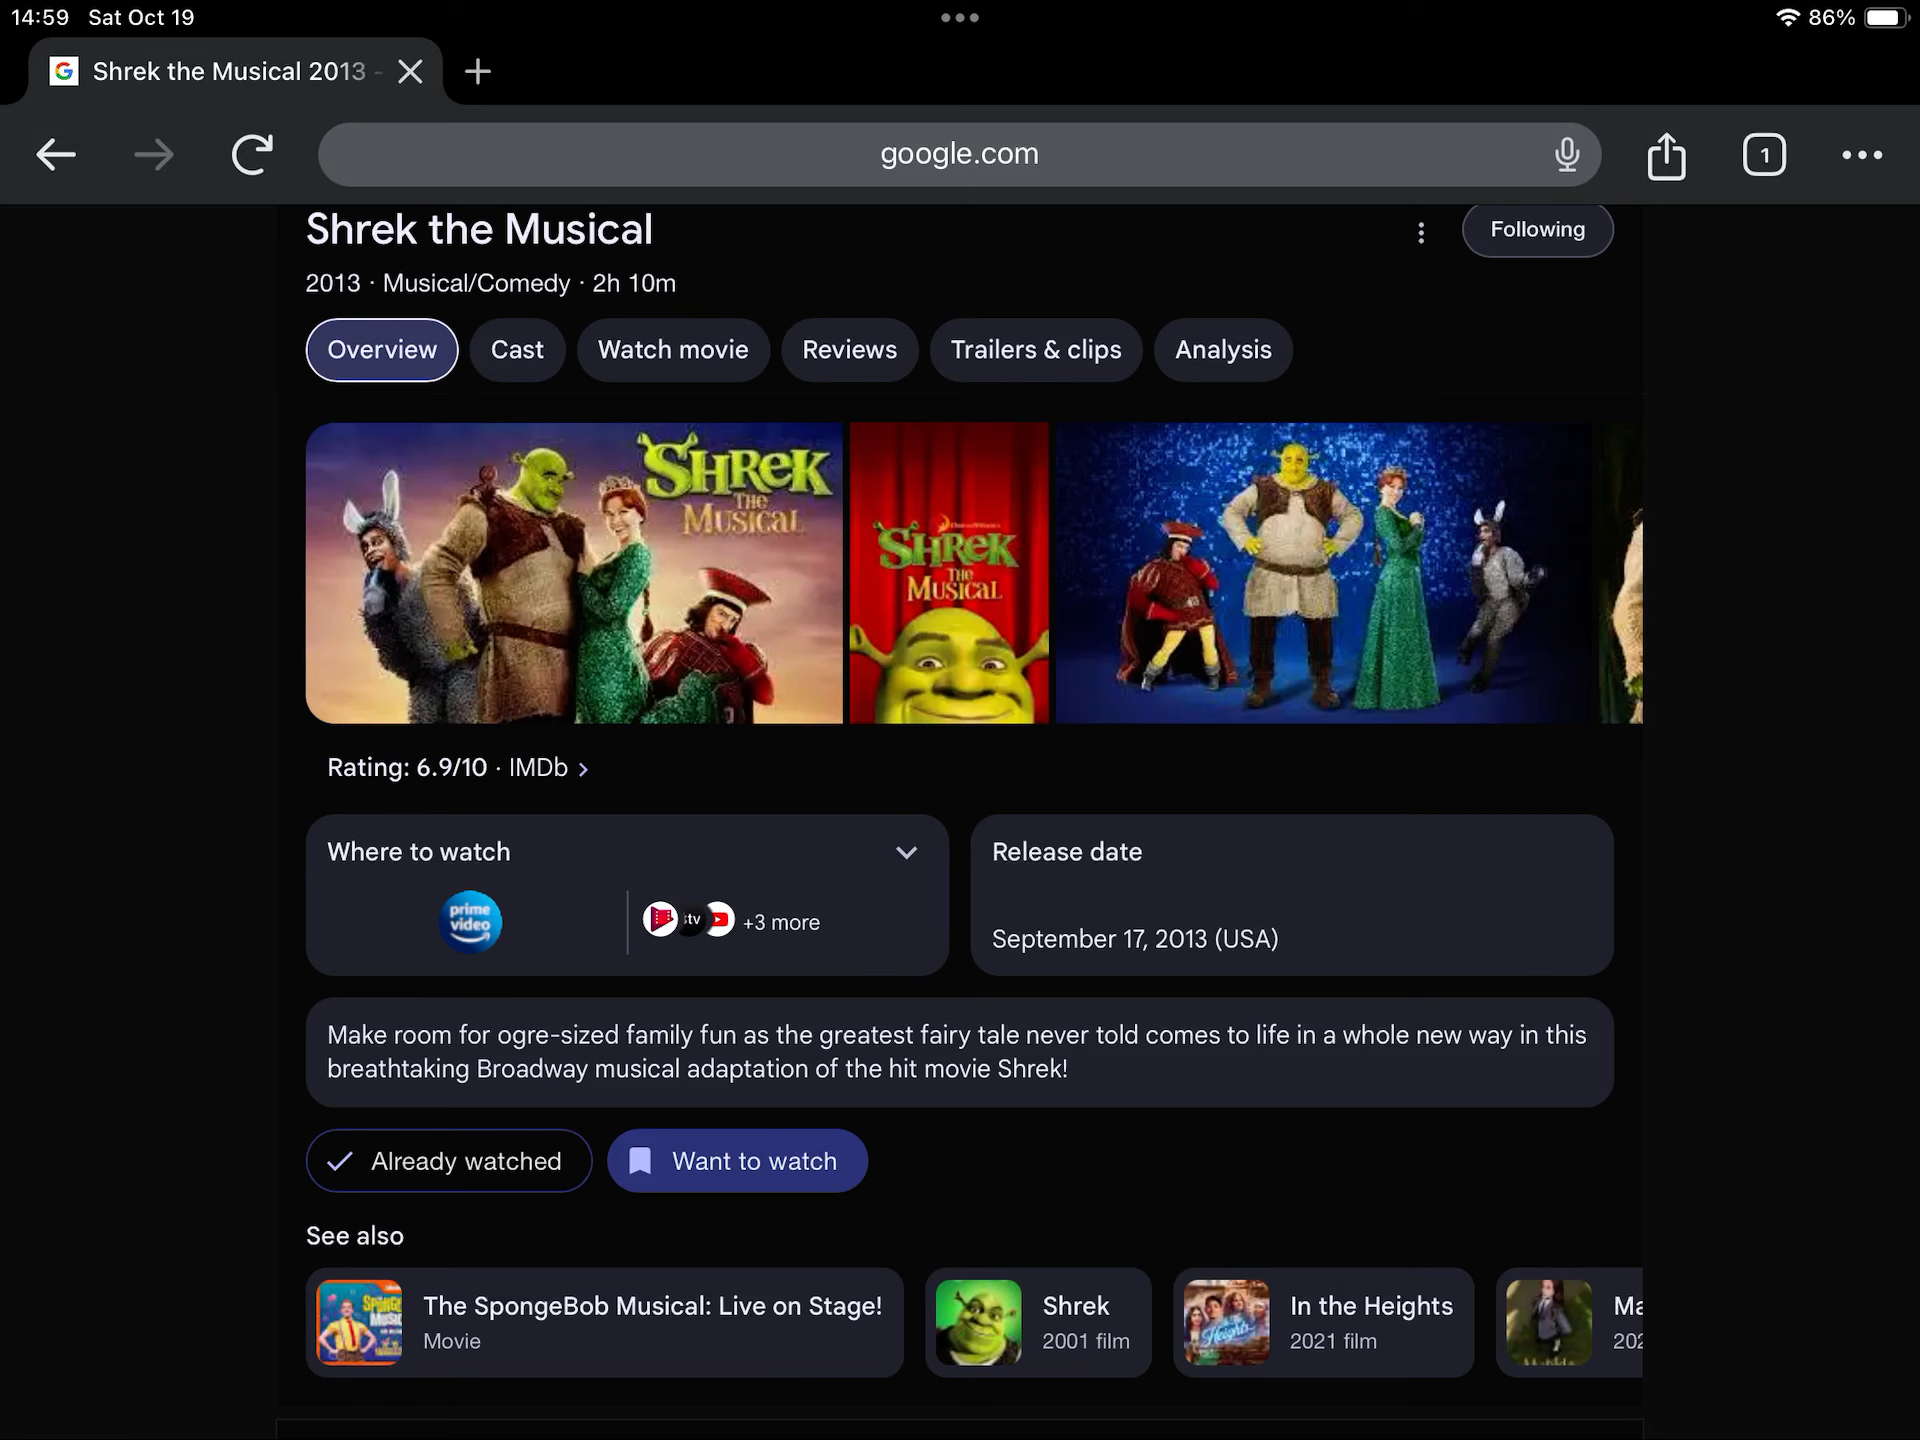 14:59 Sat Oct 19
86%
Shrek the Musical 2013 -
google.com
1
Shrek the Musical
Following
2013 · Musical/Comedy · 2h 10m
Overview
Cast
Watch movie
Reviews
Trailers & clips
Analysis
SHREK
THE
MUSICAL
DreamWorks
SHREK
THE
MUSICAL
Rating: 6.9/10 · IMDb
Where to watch
prime
video
tv
+3 more
Release date
September 17, 2013 (USA)
Make room for ogre-sized family fun as the greatest fairy tale never told comes to life in a whole new way in this
breathtaking Broadway musical adaptation of the hit movie Shrek!
Already watched
Want to watch
See also
The SpongeBob Musical: Live on Stage!
Movie
Shrek
2001 film
In the Heights
2021 film
Ma
202